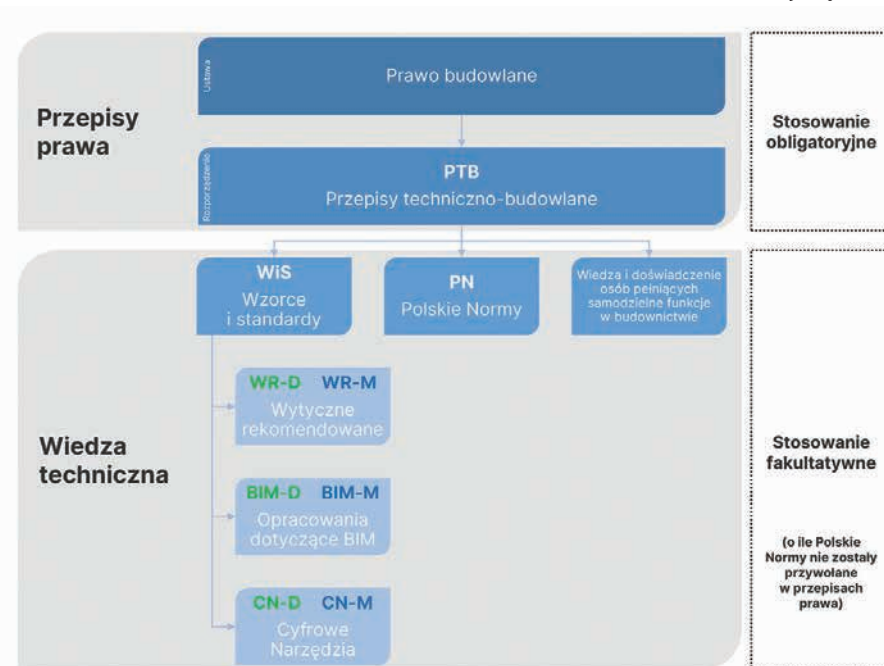 Przepisy
prawa
Ustawa
Prawo budowlane
Rozporządzenie
PTB
Przepisy techniczno-budowlane
Stosowanie
obligatoryjne
Wiedza
techniczna
WiS
Wzorce
i standardy
PN
Polskie Normy
Wiedza i doświadczenie
osób pełniących
samodzielne funkcje
w budownictwie
WR-D WR-M
Wytyczne
rekomendowane
BIM-D BIM-M
Opracowania
dotyczące BIM
CN-D CN-M
Cyfrowe
Narzędzia
Stosowanie
fakultatywne
(o ile Polskie
Normy nie zostały
przywołane
w przepisach
prawa)